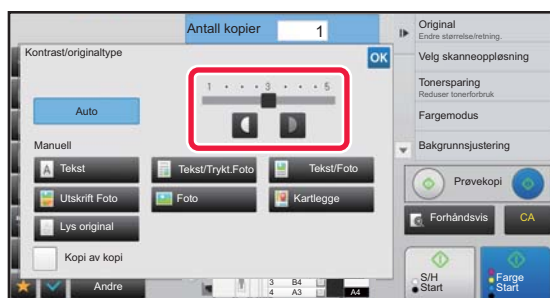 Antall kopier 1
Kontrast/originaltype
OK
1 3 5
Auto
Manuell
A Tekst
Tekst/Trykt.Foto
Tekst/Foto
Utskrift Foto
Foto
Kartlegge
Lys original
Kopi av kopi
Andre
3 B4
4 A3
A4
Original
Endre størrelse/retning.
Velg skanneoppløsning
Tonersparing
Reduser tonerforbruk
Fargemodus
Bakgrunnsjustering
Prøvekopi
Forhåndsvis
CA
S/H
Start
Farge
Start